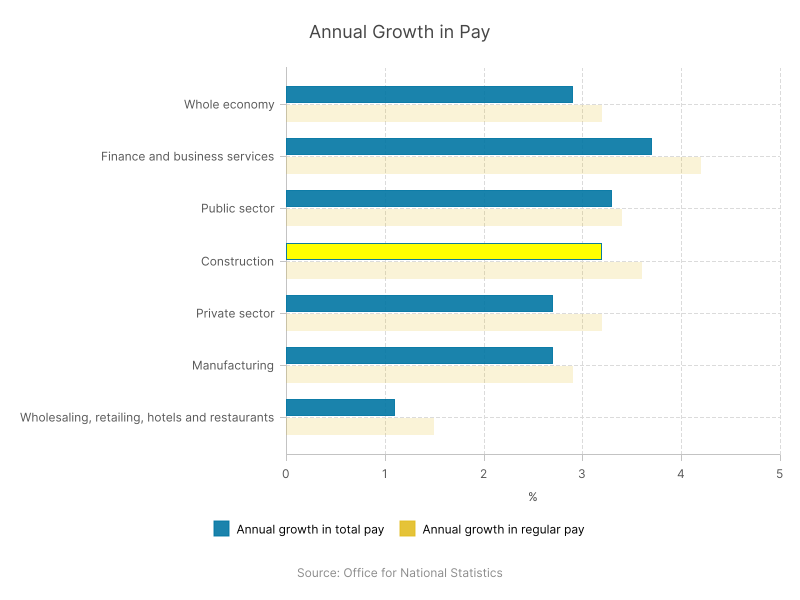 Annual Growth in Pay
Whole economy
Finance and business services
Public sector
Construction
Private sector
Manufacturing
Wholesaling, retailing, hotels and restaurants
0 1 2 3 4 5
%
Annual growth in total pay Annual growth in regular pay
Source: Office for National Statistics